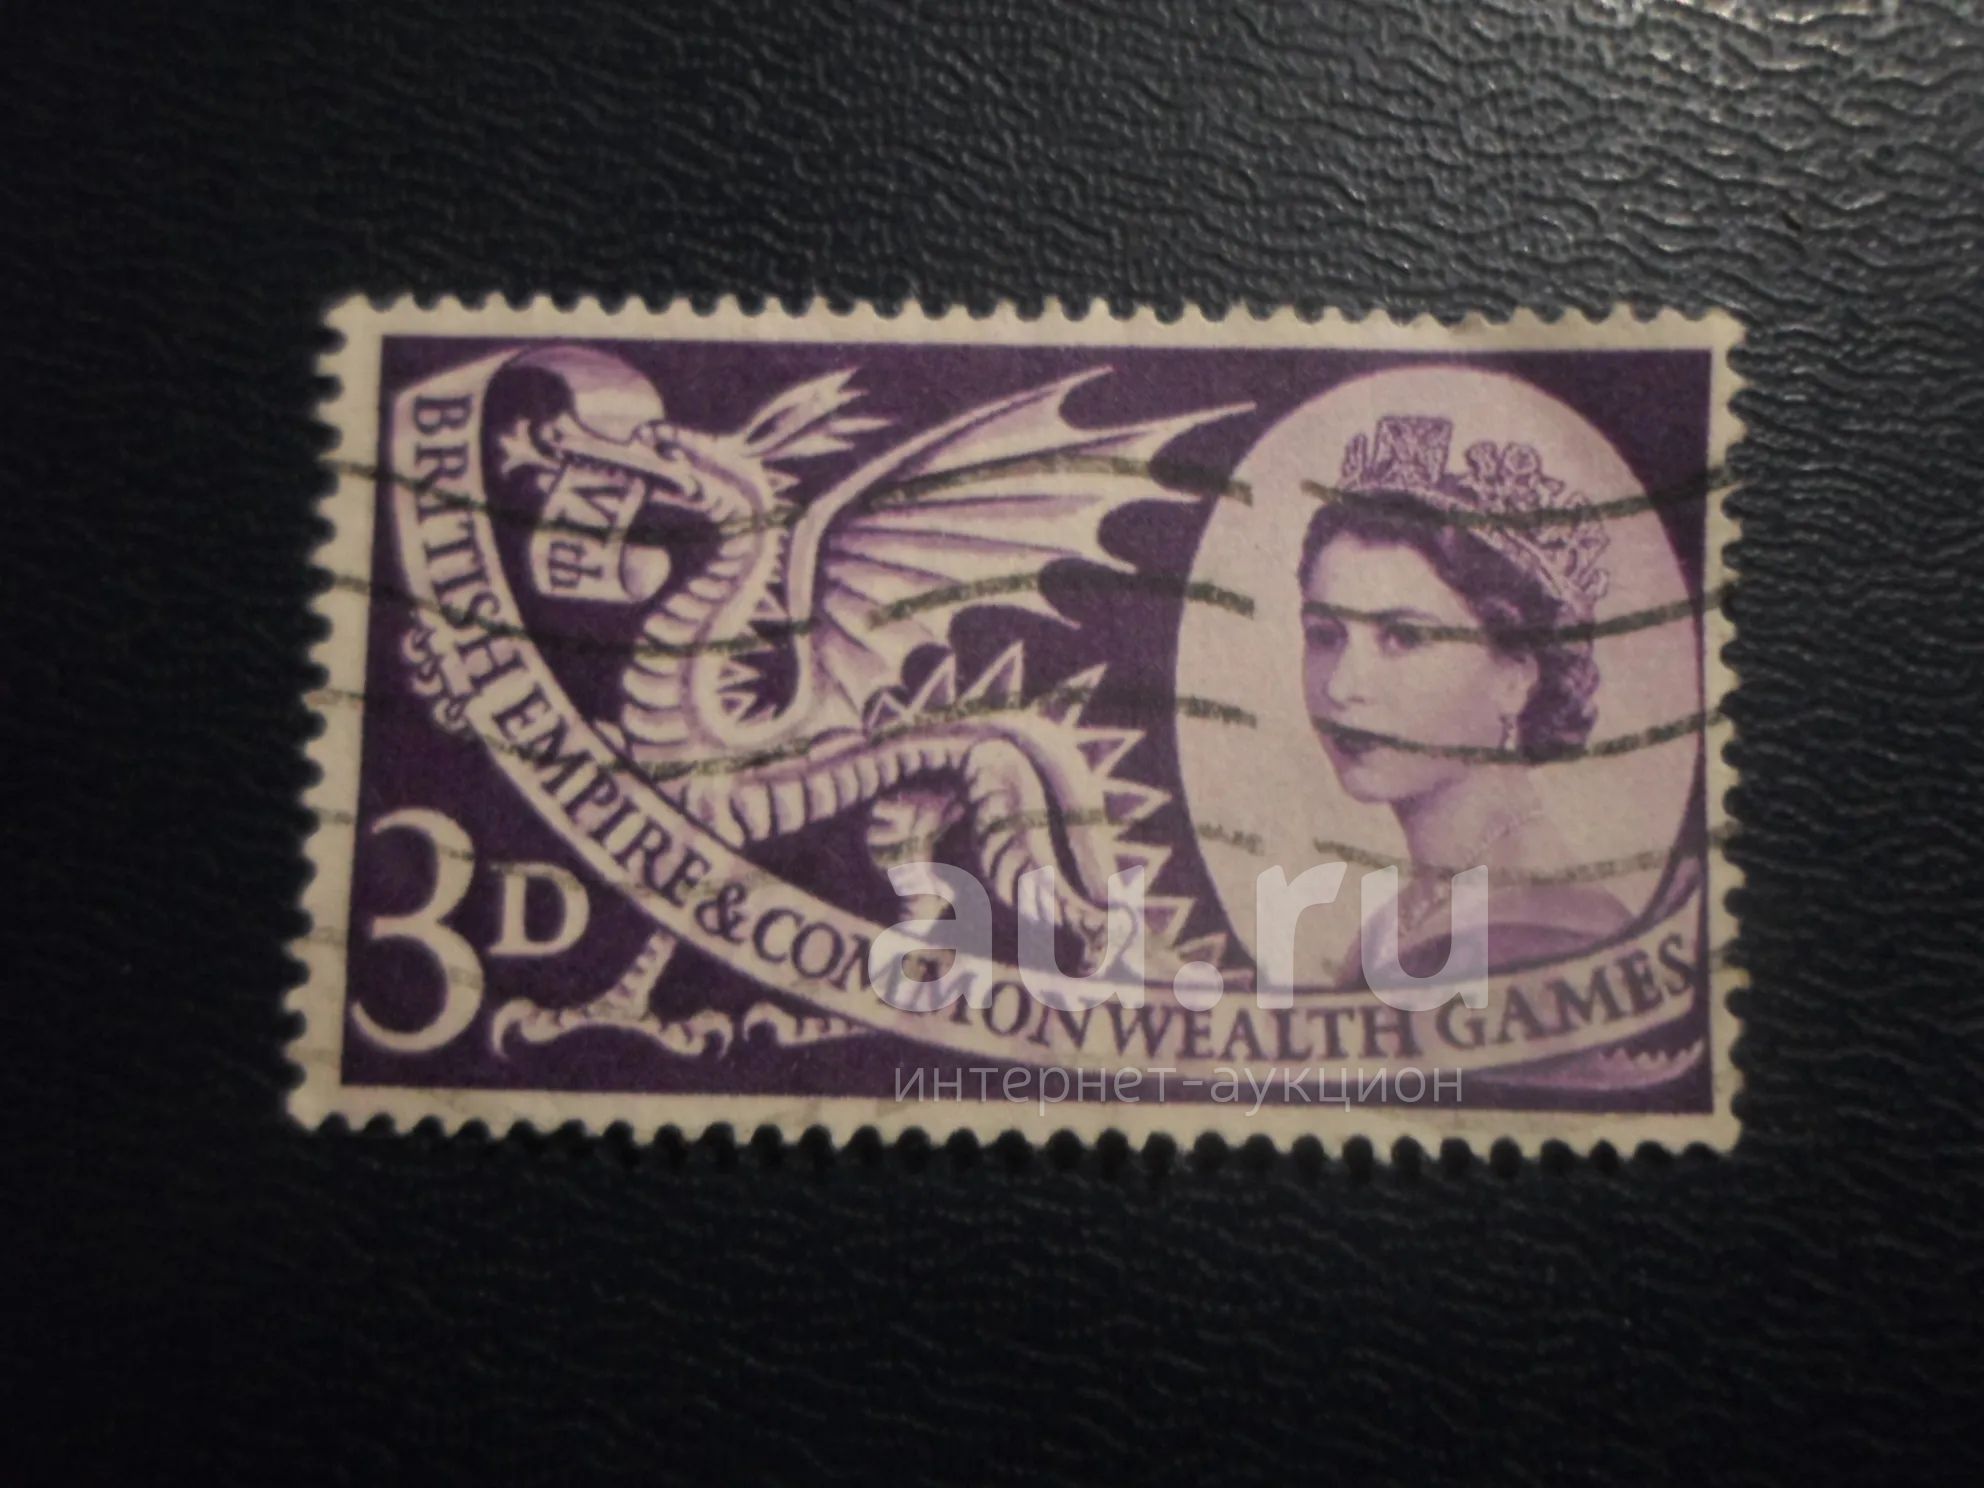 VIth
BRITISH EMPIRE & COMMONWEALTH GAMES
3D
au.ru
интернет-аукцион